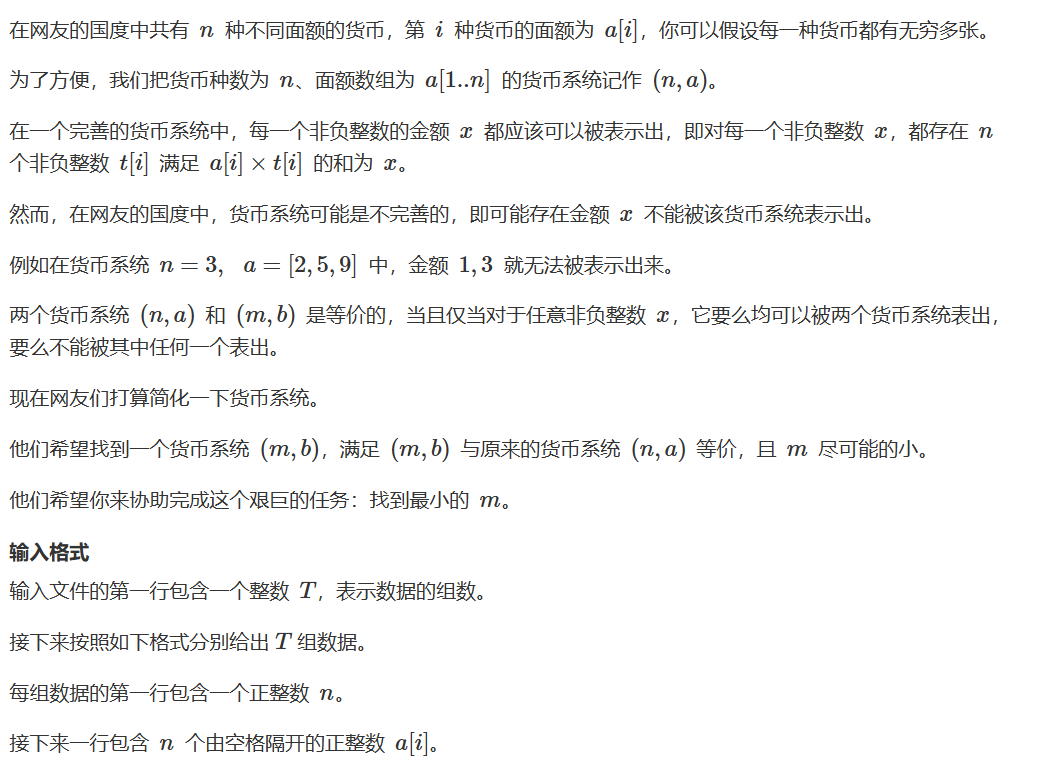 在网友的国度中共有 n 种不同面额的货币，第 i 种货币的面额为 a[i]，你可以假设每一种货币都有无穷多张。
为了方便，我们把货币种数为 n、面额数组为 a[1..n] 的货币系统记作 (n,a)。
在一个完善的货币系统中，每一个非负整数的金额 x 都应该可以被表示出，即对每一个非负整数 x，都存在 n
个非负整数 t[i] 满足 a[i] × t[i] 的和为 x。
然而，在网友的国度中，货币系统可能是不完善的，即可能存在金额 x 不能被该货币系统表示出。
例如在货币系统 n = 3, a = [2,5,9] 中，金额 1,3 就无法被表示出来。
两个货币系统 (n,a) 和 (m,b) 是等价的，当且仅当对于任意非负整数 x，它要么均可以被两个货币系统表出，
要么不能被其中任何一个表出。
现在网友们打算简化一下货币系统。
他们希望找到一个货币系统 (m,b)，满足 (m,b) 与原来的货币系统 (n,a) 等价，且 m 尽可能的小。
他们希望你来协助完成这个艰巨的任务：找到最小的 m。
输入格式
输入文件的第一行包含一个整数 T，表示数据的组数。
接下来按照如下格式分别给出 T 组数据。
每组数据的第一行包含一个正整数 n。
接下来一行包含 n 个由空格隔开的正整数 a[i]。